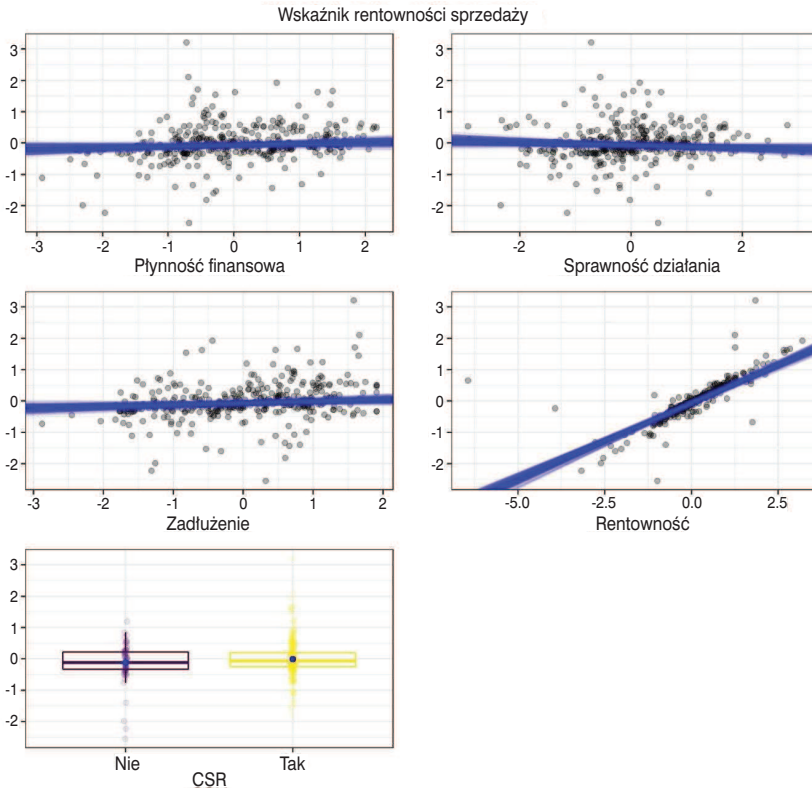 Wskaźnik rentowności sprzedaży
3
2
1
0
-1
-2
-3 -2 -1 0 1 2
Płynność finansowa
3
2
1
0
-1
-2
-2 0 2
Sprawność działania
3
2
1
0
-1
-2
-3 -2 -1 0 1 2
Zadłużenie
3
2
1
0
-1
-2
-5.0 -2.5 0.0 2.5
Rentowność
3
2
1
0
-1
-2
Nie Tak
CSR